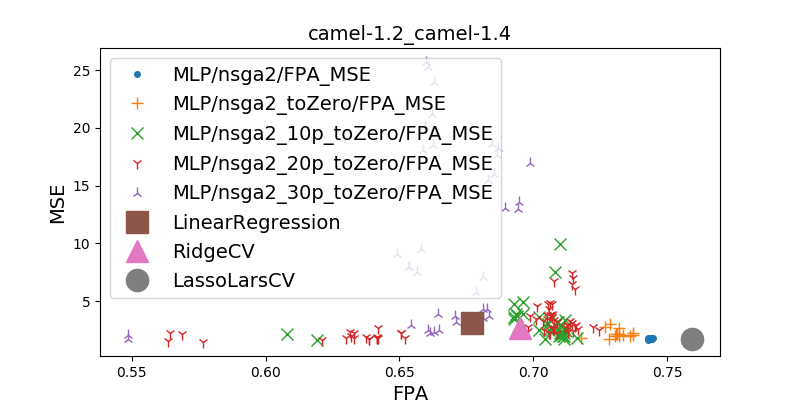 camel-1.2_camel-1.4
MLP/nsga2/FPA_MSE
MLP/nsga2_toZero/FPA_MSE
MLP/nsga2_10p_toZero/FPA_MSE
MLP/nsga2_20p_toZero/FPA_MSE
MLP/nsga2_30p_toZero/FPA_MSE
LinearRegression
RidgeCV
LassoLarsCV
MSE
25
20
15
10
5
0.55 0.60 0.65 0.70 0.75
FPA